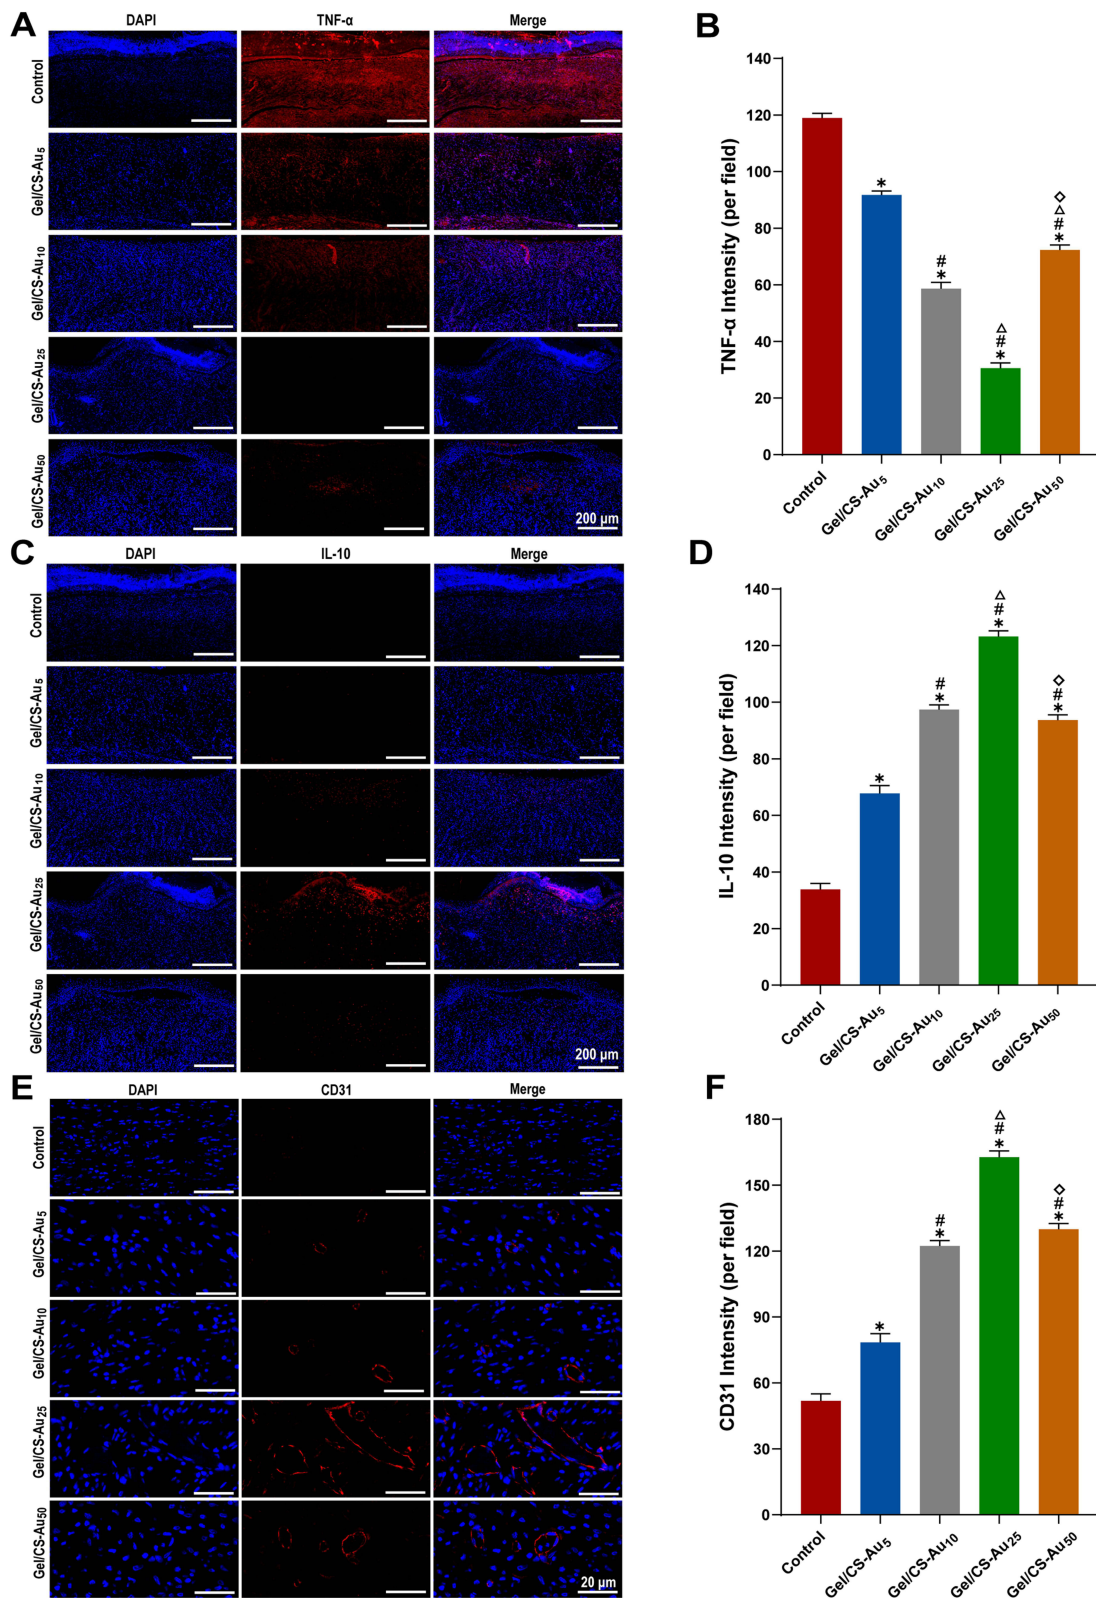 A
DAPI TNF-α Merge
Control
Gel/CS-Au5
Gel/CS-Au10
Gel/CS-Au25
Gel/CS-Au50
200 μm
B
TNF-α Intensity (per field)
140
120
100
80
60
40
20
0
*
#
*
△
#
*
◇
△
#
*
Control Gel/CS-Au5 Gel/CS-Au10 Gel/CS-Au25 Gel/CS-Au50
C
DAPI IL-10 Merge
Control
Gel/CS-Au5
Gel/CS-Au10
Gel/CS-Au25
Gel/CS-Au50
200 μm
D
IL-10 Intensity (per field)
140
120
100
80
60
40
20
0
*
#
*
△
#
*
◇
#
*
Control Gel/CS-Au5 Gel/CS-Au10 Gel/CS-Au25 Gel/CS-Au50
E
DAPI CD31 Merge
Control
Gel/CS-Au5
Gel/CS-Au10
Gel/CS-Au25
Gel/CS-Au50
20 μm
F
CD31 Intensity (per field)
180
150
120
90
60
30
0
*
#
*
△
#
*
◇
#
*
Control Gel/CS-Au5 Gel/CS-Au10 Gel/CS-Au25 Gel/CS-Au50